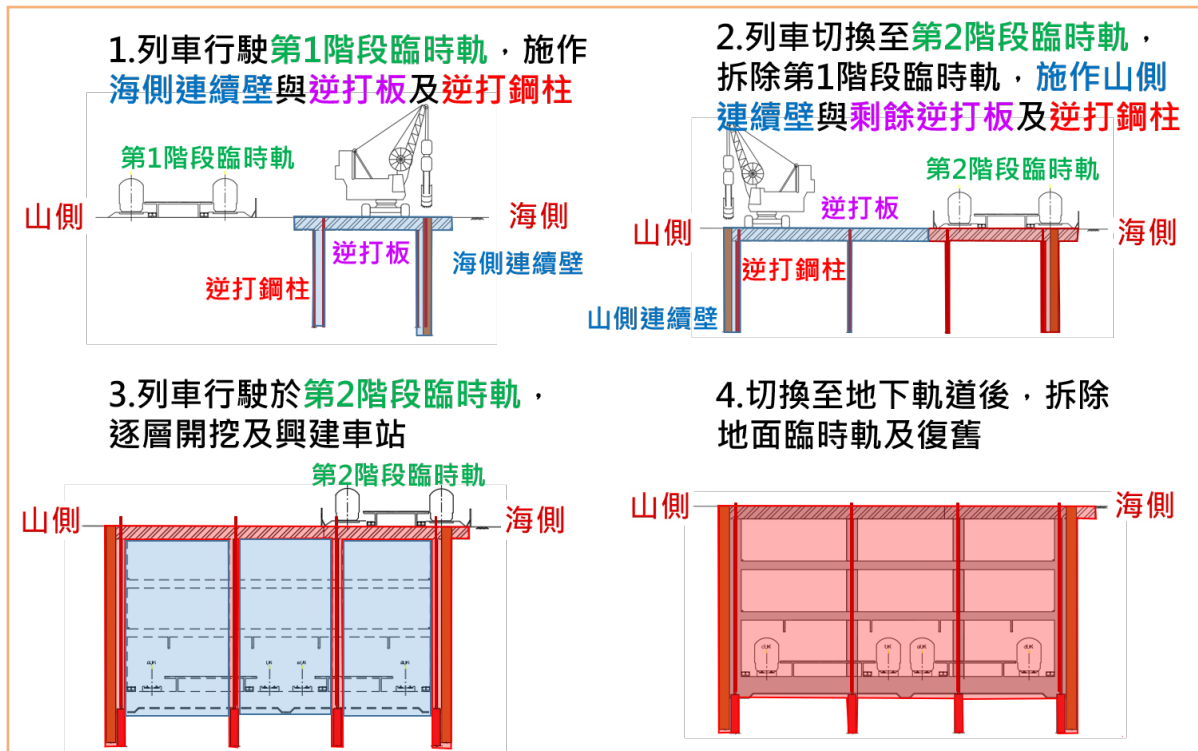 1.列車行駛第1階段臨時軌，施作
海側連續壁與逆打板及逆打鋼柱
第1階段臨時軌
山側
海側
逆打板
海側連續壁
逆打鋼柱
2.列車切換至第2階段臨時軌，
拆除第1階段臨時軌，施作山側
連續壁與剩餘逆打板及逆打鋼柱
第2階段臨時軌
逆打板
山側
海側
逆打鋼柱
山側連續壁
3.列車行駛於第2階段臨時軌，
逐層開挖及興建車站
第2階段臨時軌
山側
海側
4.切換至地下軌道後，拆除
地面臨時軌及復舊
山側
海側